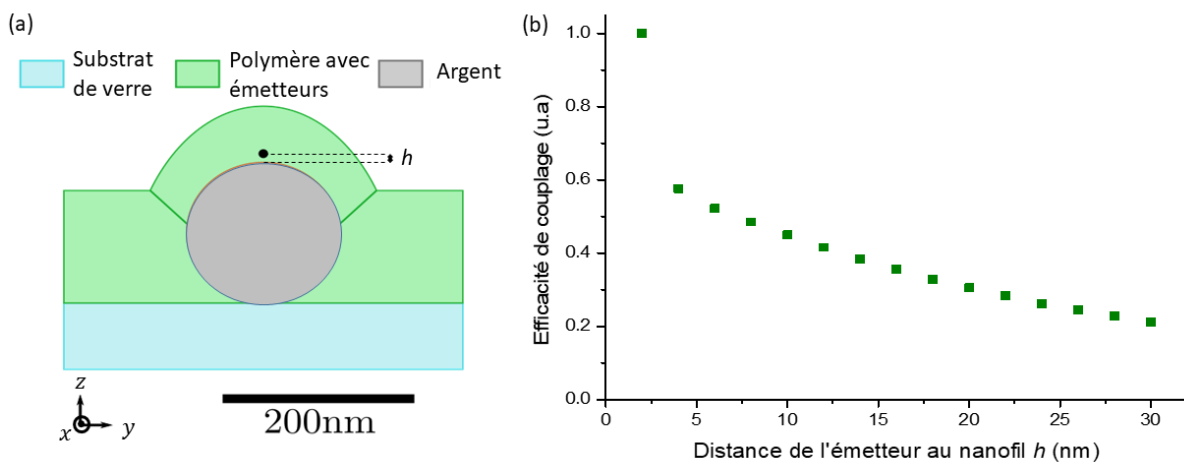 (a)
Substrat
de verre
Polymère avec
émetteurs
Argent
h
z
x
y
200nm
(b)
Efficacité de couplage (u.a)
1.0
0.8
0.6
0.4
0.2
0.0
0
5
10
15
20
25
30
Distance de l'émetteur au nanofil h (nm)